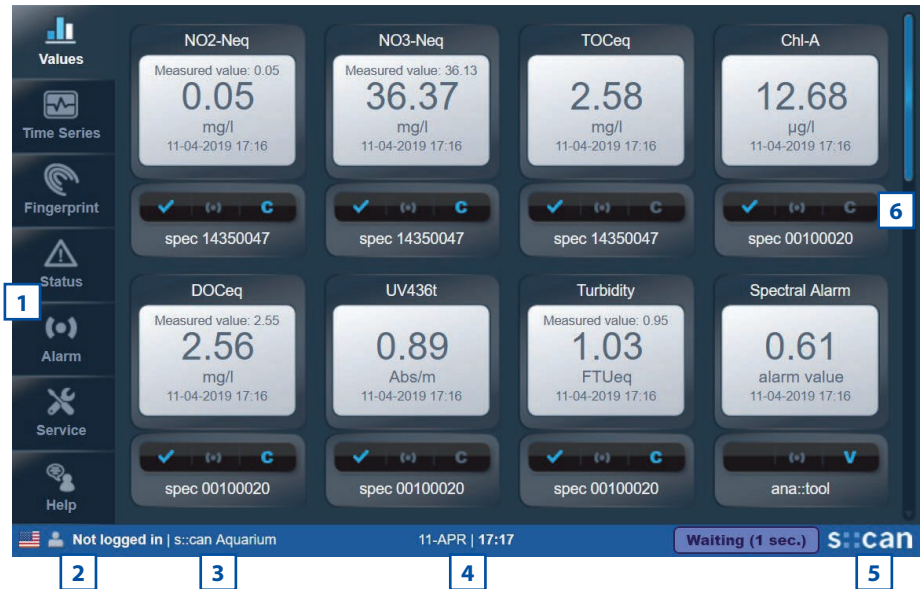 Values
Time Series
Fingerprint
Status
Alarm
Service
Help
1
NO2-Neq
Measured value: 0.05
0.05
mg/l
11-04-2019 17:16
C
spec 14350047
NO3-Neq
Measured value: 36.13
36.37
mg/l
11-04-2019 17:16
C
spec 14350047
TOCeq
2.58
mg/l
11-04-2019 17:16
C
spec 14350047
Chl-A
12.68
µg/l
11-04-2019 17:16
C
spec 00100020
6
DOCeq
Measured value: 2.55
2.56
mg/l
11-04-2019 17:16
C
spec 00100020
UV436t
0.89
Abs/m
11-04-2019 17:16
C
spec 00100020
Turbidity
Measured value: 0.95
1.03
FTUeq
11-04-2019 17:16
C
spec 00100020
Spectral Alarm
0.61
alarm value
11-04-2019 17:16
V
ana::tool
Not logged in | s::can Aquarium
11-APR | 17:17
Waiting (1 sec.)
s::can
2
3
4
5